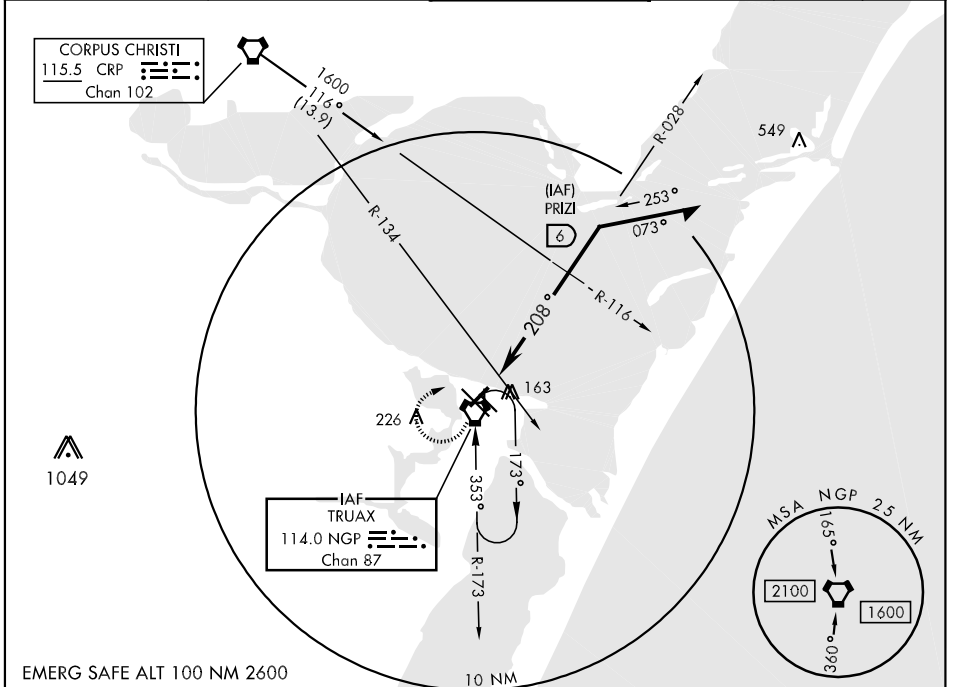 CORPUS CHRISTI
115.5 CRP
Chan 102
1600
116°
(13.9)
R-134
R-028
549
(IAF)
PRIZI
6
253°
073°
R-116
208°
163
226
1049
173°
353°
R-173
IAF
TRUAX
114.0 NGP
Chan 87
MSA NGP 25 NM
165°
2100
1600
360°
EMERG SAFE ALT 100 NM 2600
10 NM